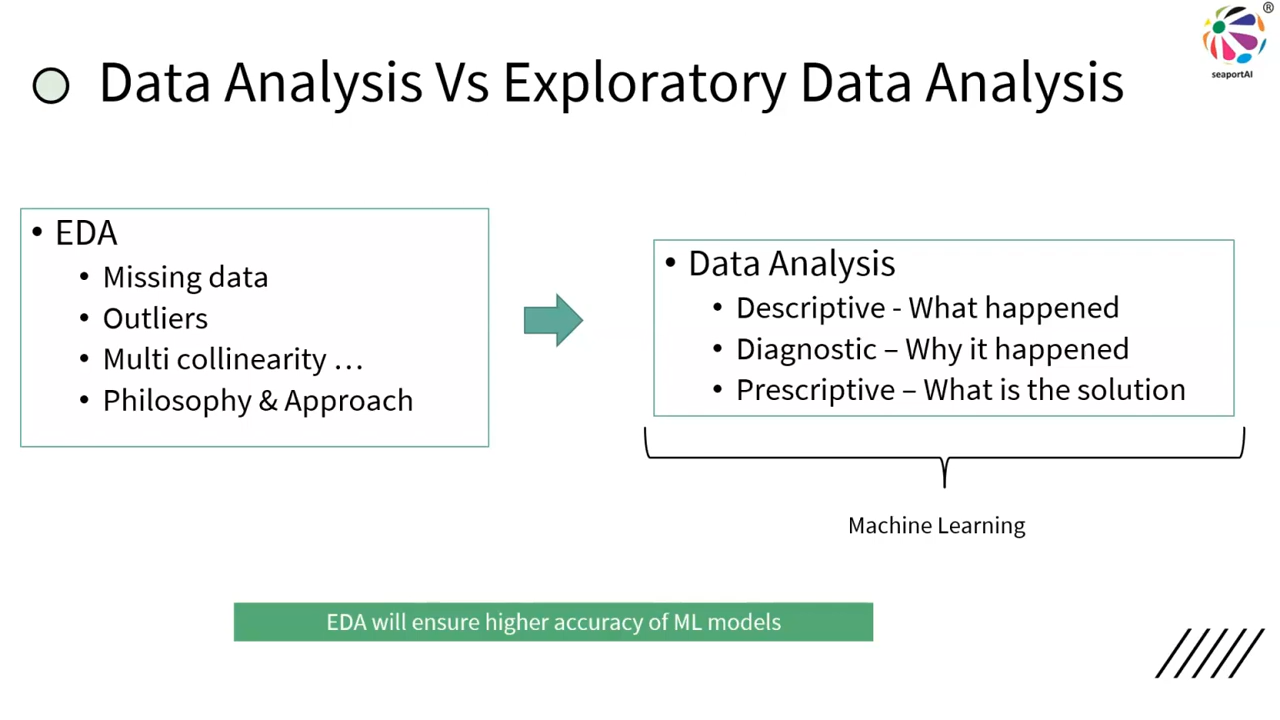 ®
seaportAI
Data Analysis Vs Exploratory Data Analysis
• EDA
• Missing data
• Outliers
• Multi collinearity …
• Philosophy & Approach
• Data Analysis
• Descriptive - What happened
• Diagnostic – Why it happened
• Prescriptive – What is the solution
Machine Learning
EDA will ensure higher accuracy of ML models